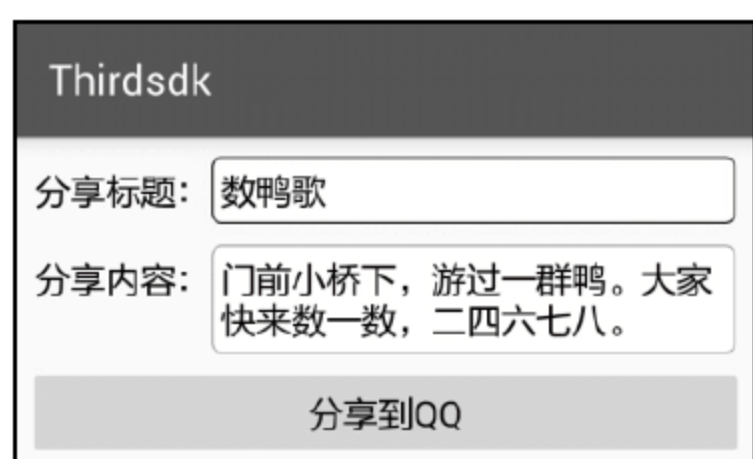 Thirdsdk
分享标题： 数鸭歌
分享内容： 门前小桥下，游过一群鸭。大家
快来数一数，二四六七八。
分享到QQ